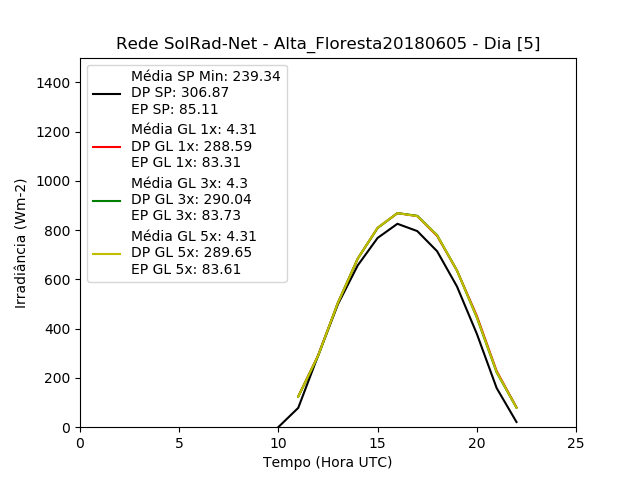 Rede SolRad-Net - Alta_Floresta20180605 - Dia [5]
Média SP Min: 239.34
DP SP: 306.87
EP SP: 85.11
Média GL 1x: 4.31
DP GL 1x: 288.59
EP GL 1x: 83.31
Média GL 3x: 4.3
DP GL 3x: 290.04
EP GL 3x: 83.73
Média GL 5x: 4.31
DP GL 5x: 289.65
EP GL 5x: 83.61
1400
1200
1000
800
600
400
200
0
Irradiância (Wm-2)
0 5 10 15 20 25
Tempo (Hora UTC)